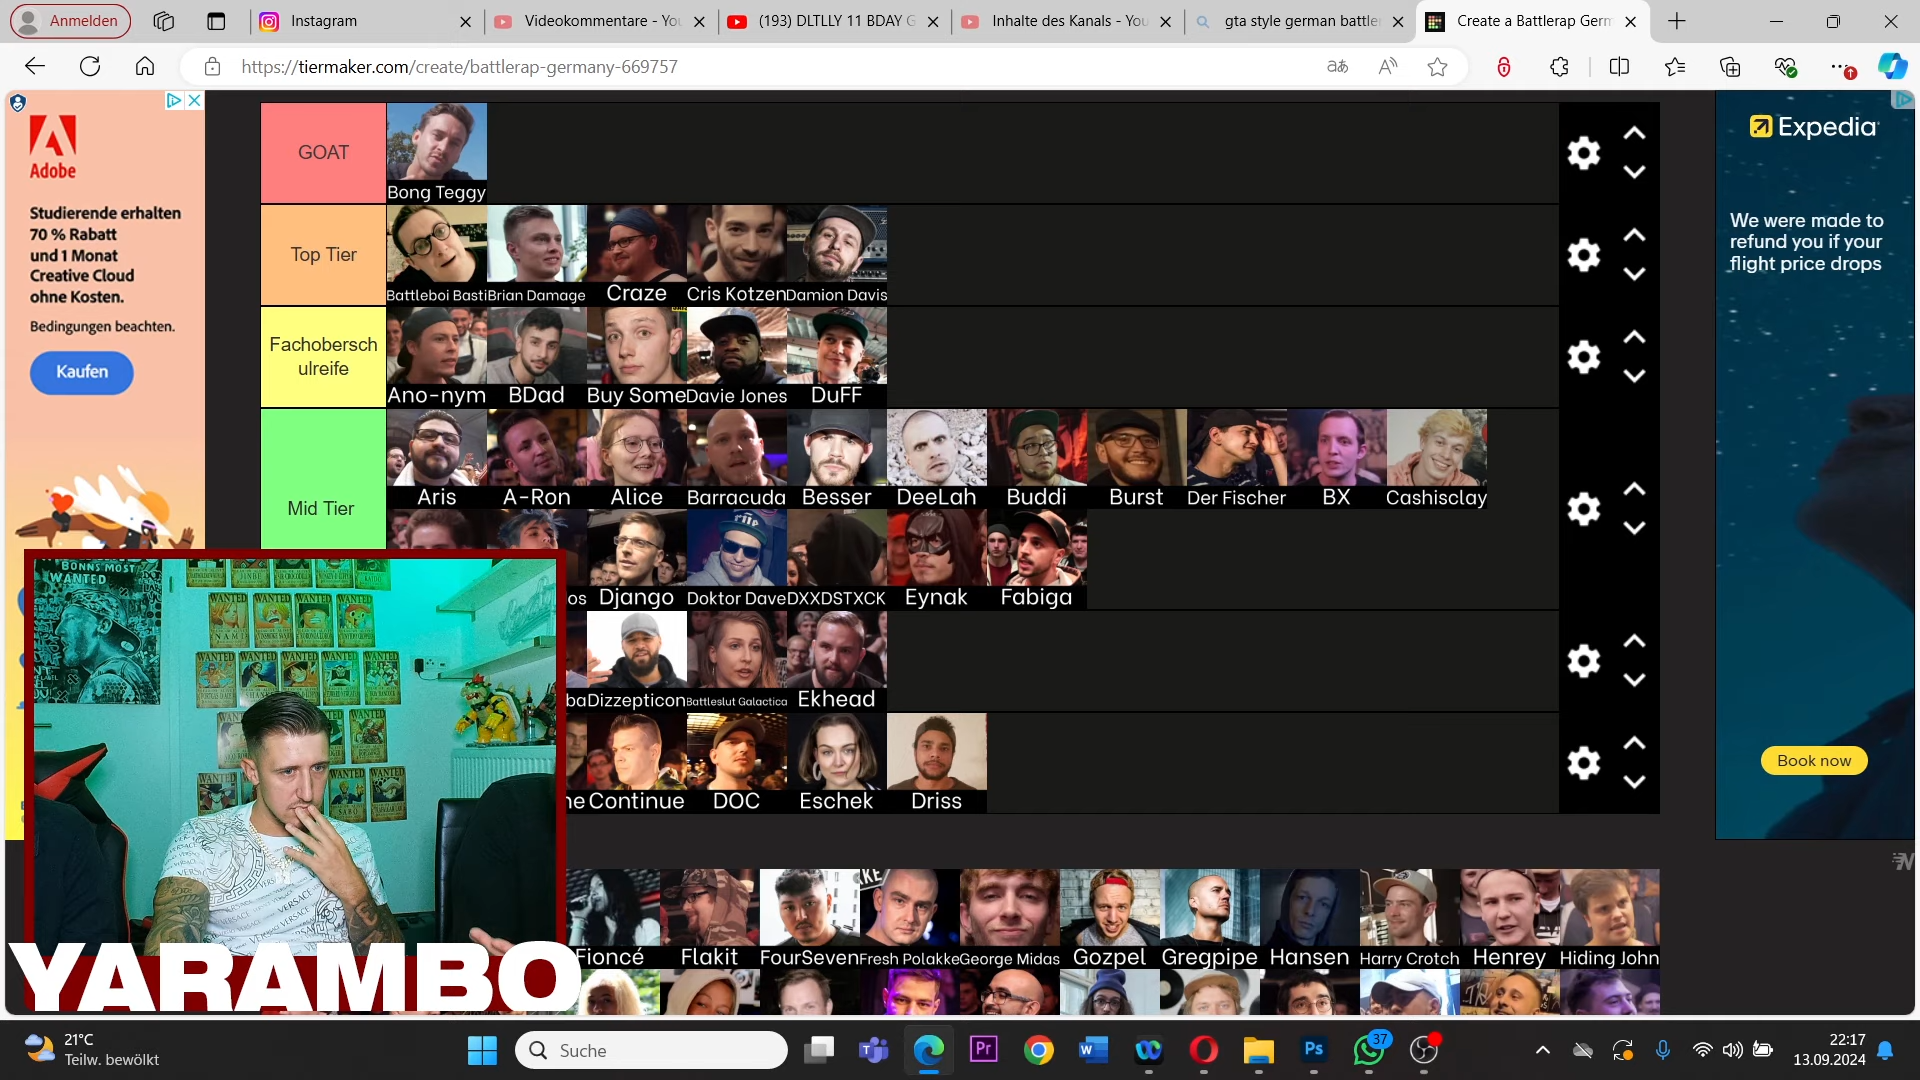 Anmelden
Instagram
Videokommentare - You
(193) DLTLLY 11 BDAY G
Inhalte des Kanals - You
gta style german battler
Create a Battlerap Germ
https://tiermaker.com/create/battlerap-germany-669757
Adobe
Studierende erhalten
70 % Rabatt
und 1 Monat
Creative Cloud
ohne Kosten.
Bedingungen beachten.
Kaufen
GOAT
Bong Teggy
Top Tier
Battleboi Basti
Brian Damage
Craze
Cris Kotzen
Damion Davis
Fachobersch
ulreife
Ano-nym
BDad
Buy Some
Davie Jones
DuFF
Mid Tier
Aris
A-Ron
Alice
Barracuda
Besser
DeeLah
Buddi
Burst
Der Fischer
BX
Cashisclay
os
Django
Doktor Dave
DXXDSTXCK
Eynak
Fabiga
ba
Dizzepticon
Battleslut Galactica
Ekhead
ne
Continue
DOC
Eschek
Driss
Fioncé
Flakit
FourSeven
Fresh Polakke
George Midas
Gozpel
Gregpipe
Hansen
Harry Crotch
Henrey
Hiding John
Expedia
We were made to
refund you if your
flight price drops
Book now
BONNS MOST
WANTED
WANTED
YARAMBO
21°C
Teilw. bewölkt
Suche
37
22:17
13.09.2024